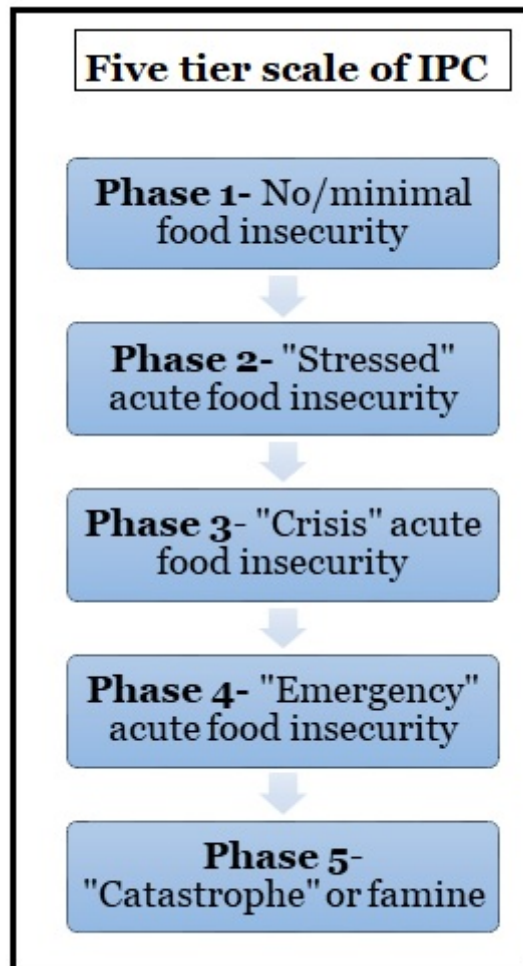 Five tier scale of IPC
Phase 1- No/minimal
food insecurity
Phase 2- "Stressed"
acute food insecurity
Phase 3- "Crisis" acute
food insecurity
Phase 4- "Emergency"
acute food insecurity
Phase 5-
"Catastrophe" or famine